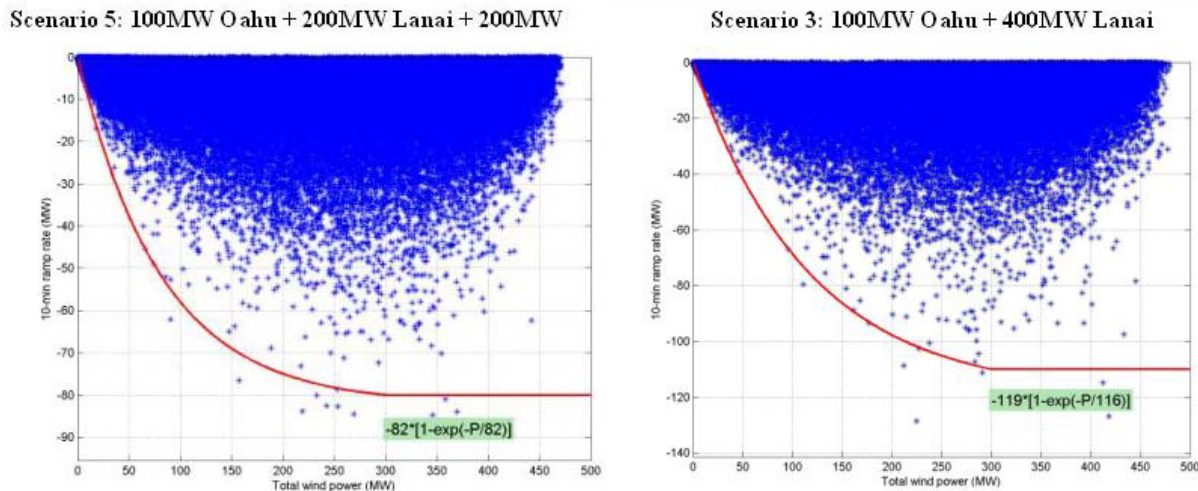 Scenario 5: 100MW Oahu + 200MW Lanai + 200MW
Scenario 3: 100MW Oahu + 400MW Lanai
0
-10
-20
-30
-40
-50
-60
-70
-80
-90
10-min ramp rate (MW)
-82*[1-exp(-P/82)]
0 50 100 150 200 250 300 350 400 450 500
Total wind power (MW)
0
-20
-40
-60
-80
-100
-120
-140
10-min ramp rate (MW)
-119*[1-exp(-P/116)]
0 50 100 150 200 250 300 350 400 450 500
Total wind power (MW)